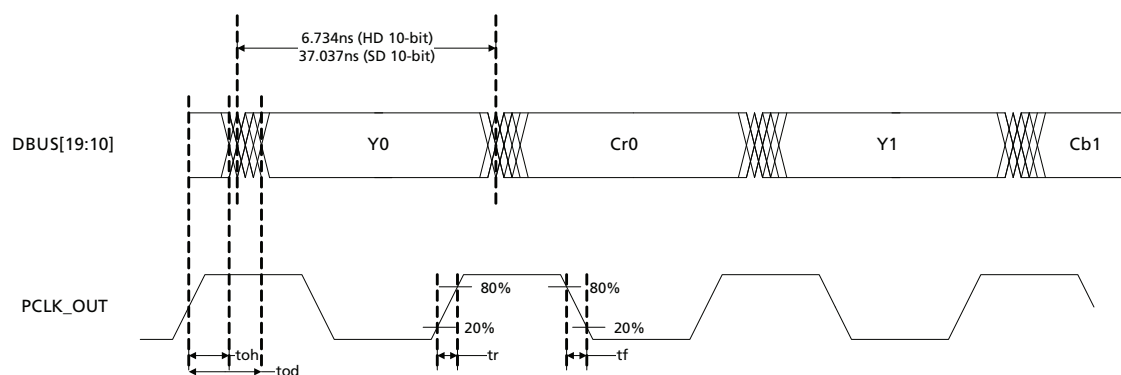 6.734ns (HD 10-bit)
37.037ns (SD 10-bit)
DBUS[19:10]
Y0
Cr0
Y1
Cb1
PCLK_OUT
80%
80%
20%
20%
toh
tr
tf
tod